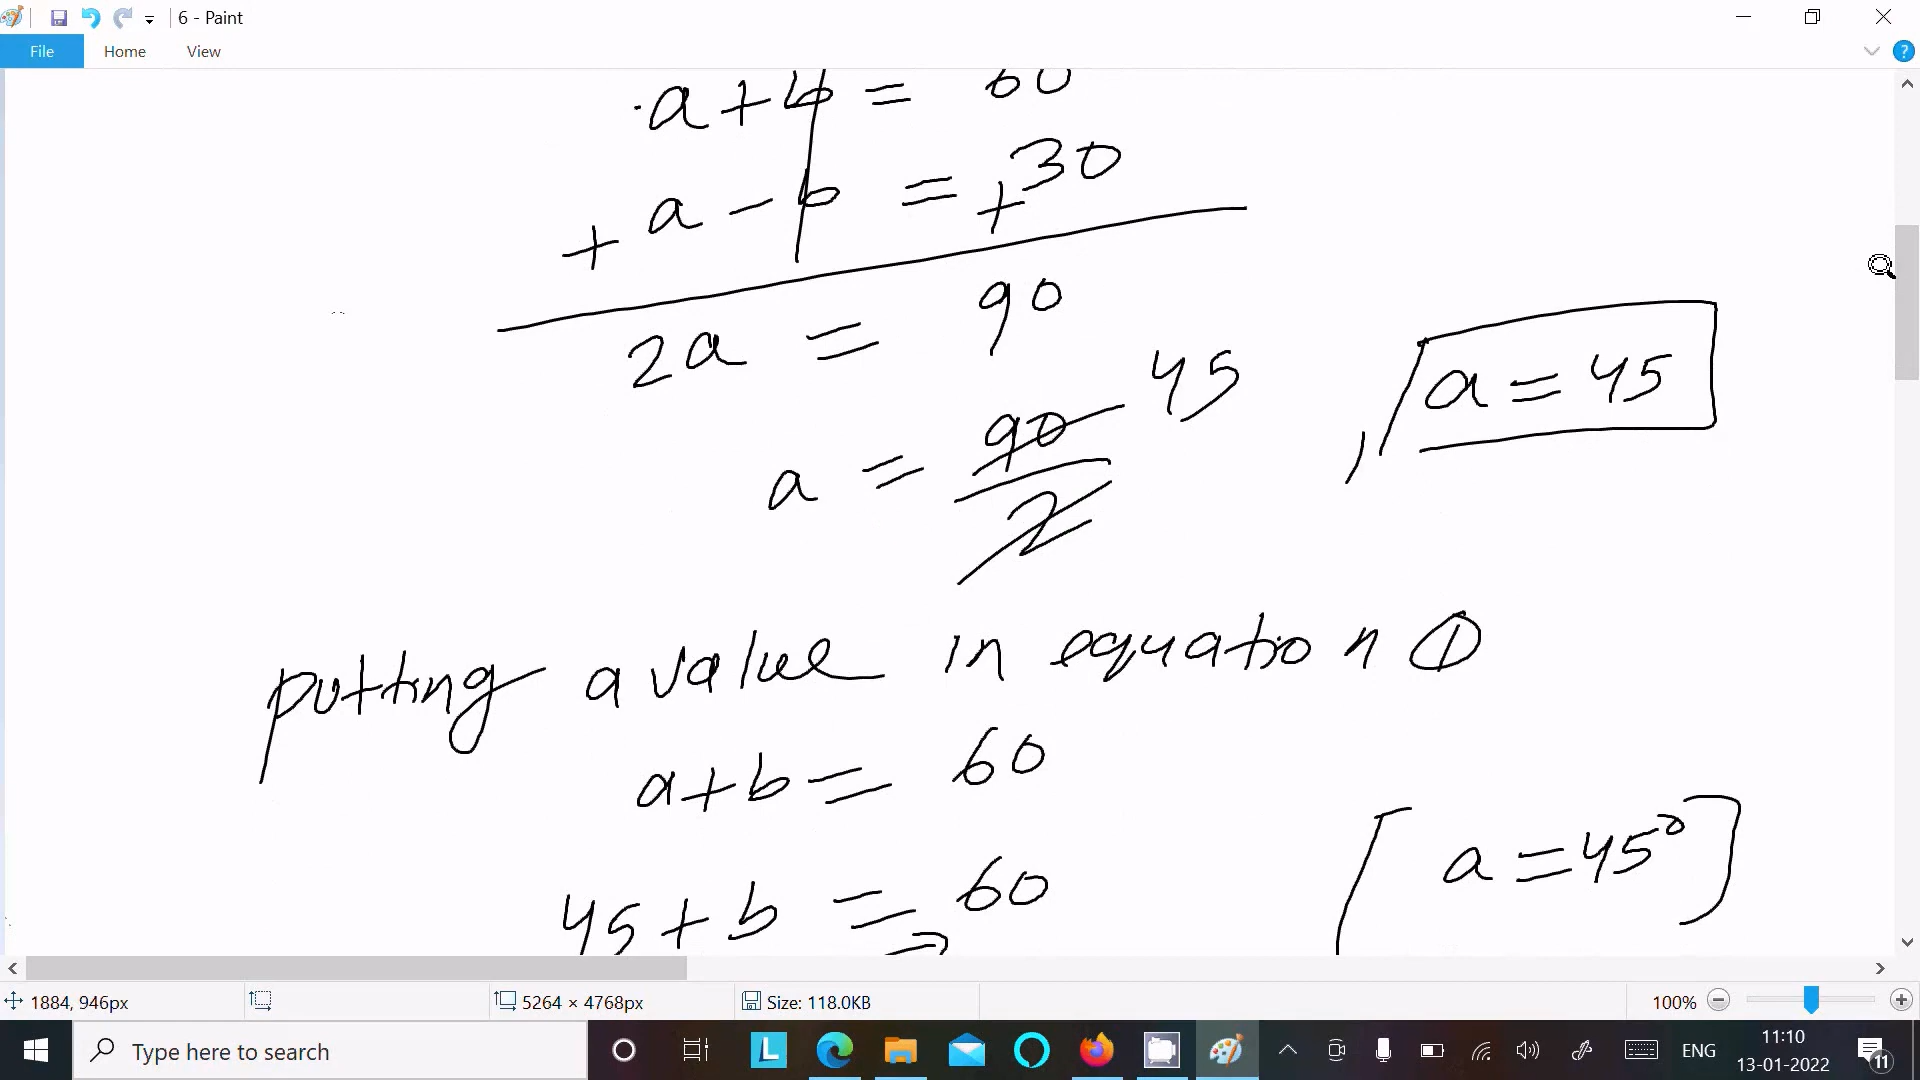 6 - Paint
File Home View
a + b = 60
+ a - b = + 30
2a = 90
a = 90/2 45
, a = 45
putting a value in equation ①
a + b = 60
45 + b = 60
[ a = 45° ]
1884, 946px 5264 × 4768px Size: 118.0KB 100%
Type here to search
L
ENG
11:10
13-01-2022
11